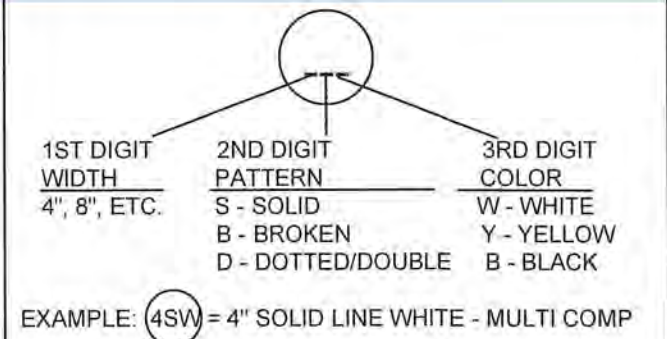 1ST DIGIT 2ND DIGIT 3RD DIGIT
WIDTH PATTERN COLOR
4", 8", ETC. S - SOLID W - WHITE
B - BROKEN Y - YELLOW
D - DOTTED/DOUBLE B - BLACK
EXAMPLE: 4SW = 4" SOLID LINE WHITE - MULTI COMP